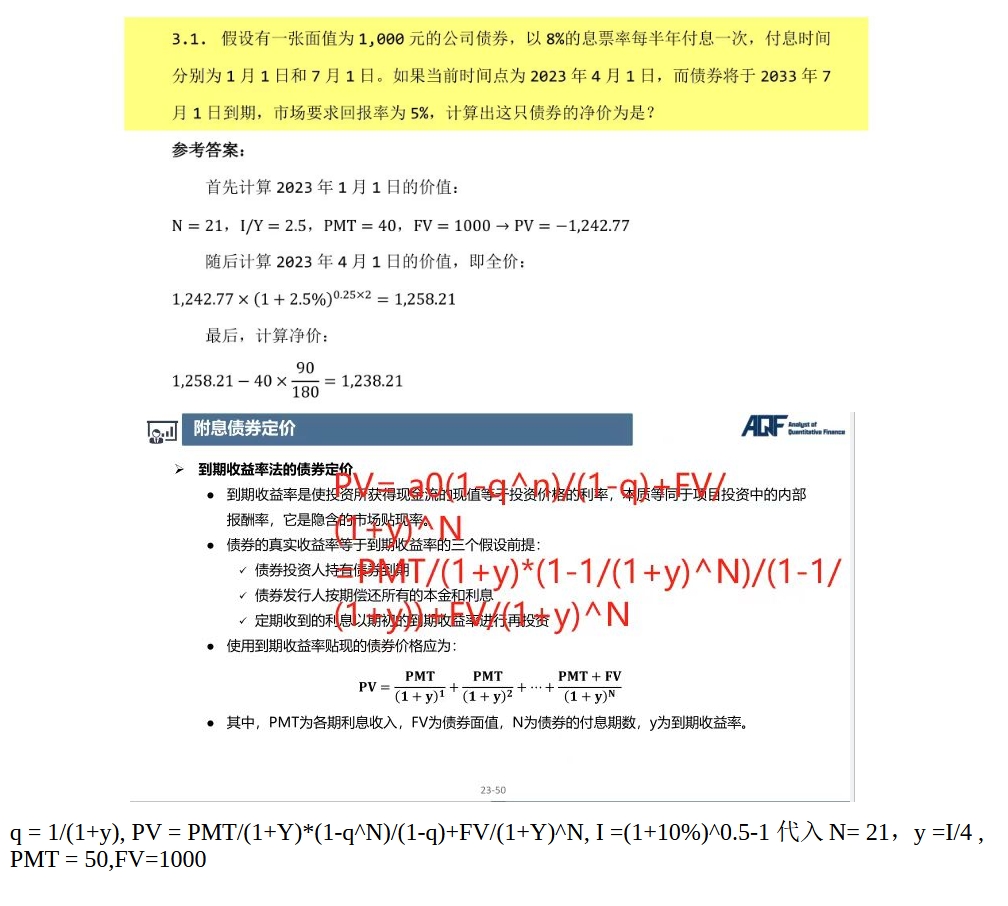 3.1. 假设有一张面值为 1,000 元的公司债券，以 8%的息票率每半年付息一次，付息时间
分别为 1 月 1 日和 7 月 1 日。如果当前时间点为 2023 年 4 月 1 日，而债券将于 2033 年 7
月 1 日到期，市场要求回报率为 5%，计算出这只债券的净价为是？
参考答案：
首先计算 2023 年 1 月 1 日的价值：
N = 21，I/Y = 2.5，PMT = 40，FV = 1000 → PV = −1,242.77
随后计算 2023 年 4 月 1 日的价值，即全价：
1,242.77 × (1 + 2.5%)^0.25×2 = 1,258.21
最后，计算净价：
1,258.21 − 40 × 90/180 = 1,238.21
附息债券定价
AQF Analyst of Quantitative Finance
➢ 到期收益率法的债券定价
PV= a0(1-q^n)/(1-q)+FV/
• 到期收益率是使投资所获得现金流的现值等于投资价格的利率，本质等同于项目投资中的内部
报酬率，它是隐含的市场贴现率。
(1+y)^N
• 债券的真实收益率等于到期收益率的三个假设前提：
✓ 债券投资人持有债券到期
=PMT/(1+y)*(1-1/(1+y)^N)/(1-1/
✓ 债券发行人按期偿还所有的本金和利息
(1+y))+FV/(1+y)^N
✓ 定期收到的利息以期初的到期收益率进行再投资
• 使用到期收益率贴现的债券价格应为：
PV = PMT/(1 + y)^1 + PMT/(1 + y)^2 + ⋯ + PMT + FV/(1 + y)^N
• 其中，PMT为各期利息收入，FV为债券面值，N为债券的付息期数，y为到期收益率。
23-50
q = 1/(1+y), PV = PMT/(1+Y)*(1-q^N)/(1-q)+FV/(1+Y)^N, I =(1+10%)^0.5-1 代入 N= 21，y =I/4 ,
PMT = 50,FV=1000